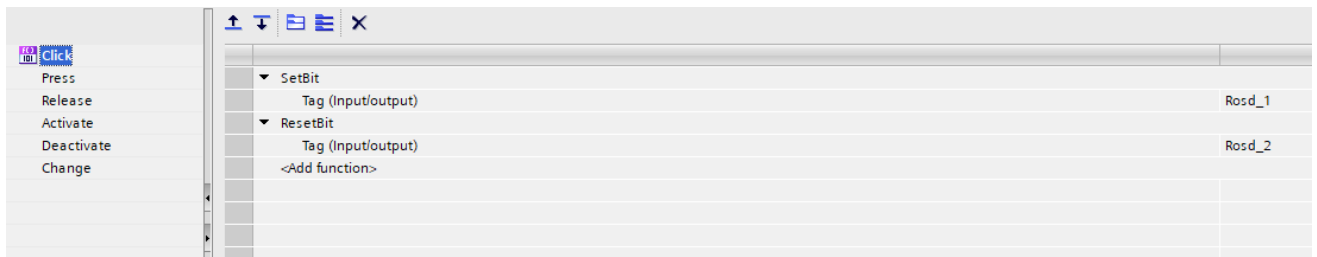 Click
Press
Release
Activate
Deactivate
Change
SetBit
Tag (Input/output) Rosd_1
ResetBit
Tag (Input/output) Rosd_2
<Add function>